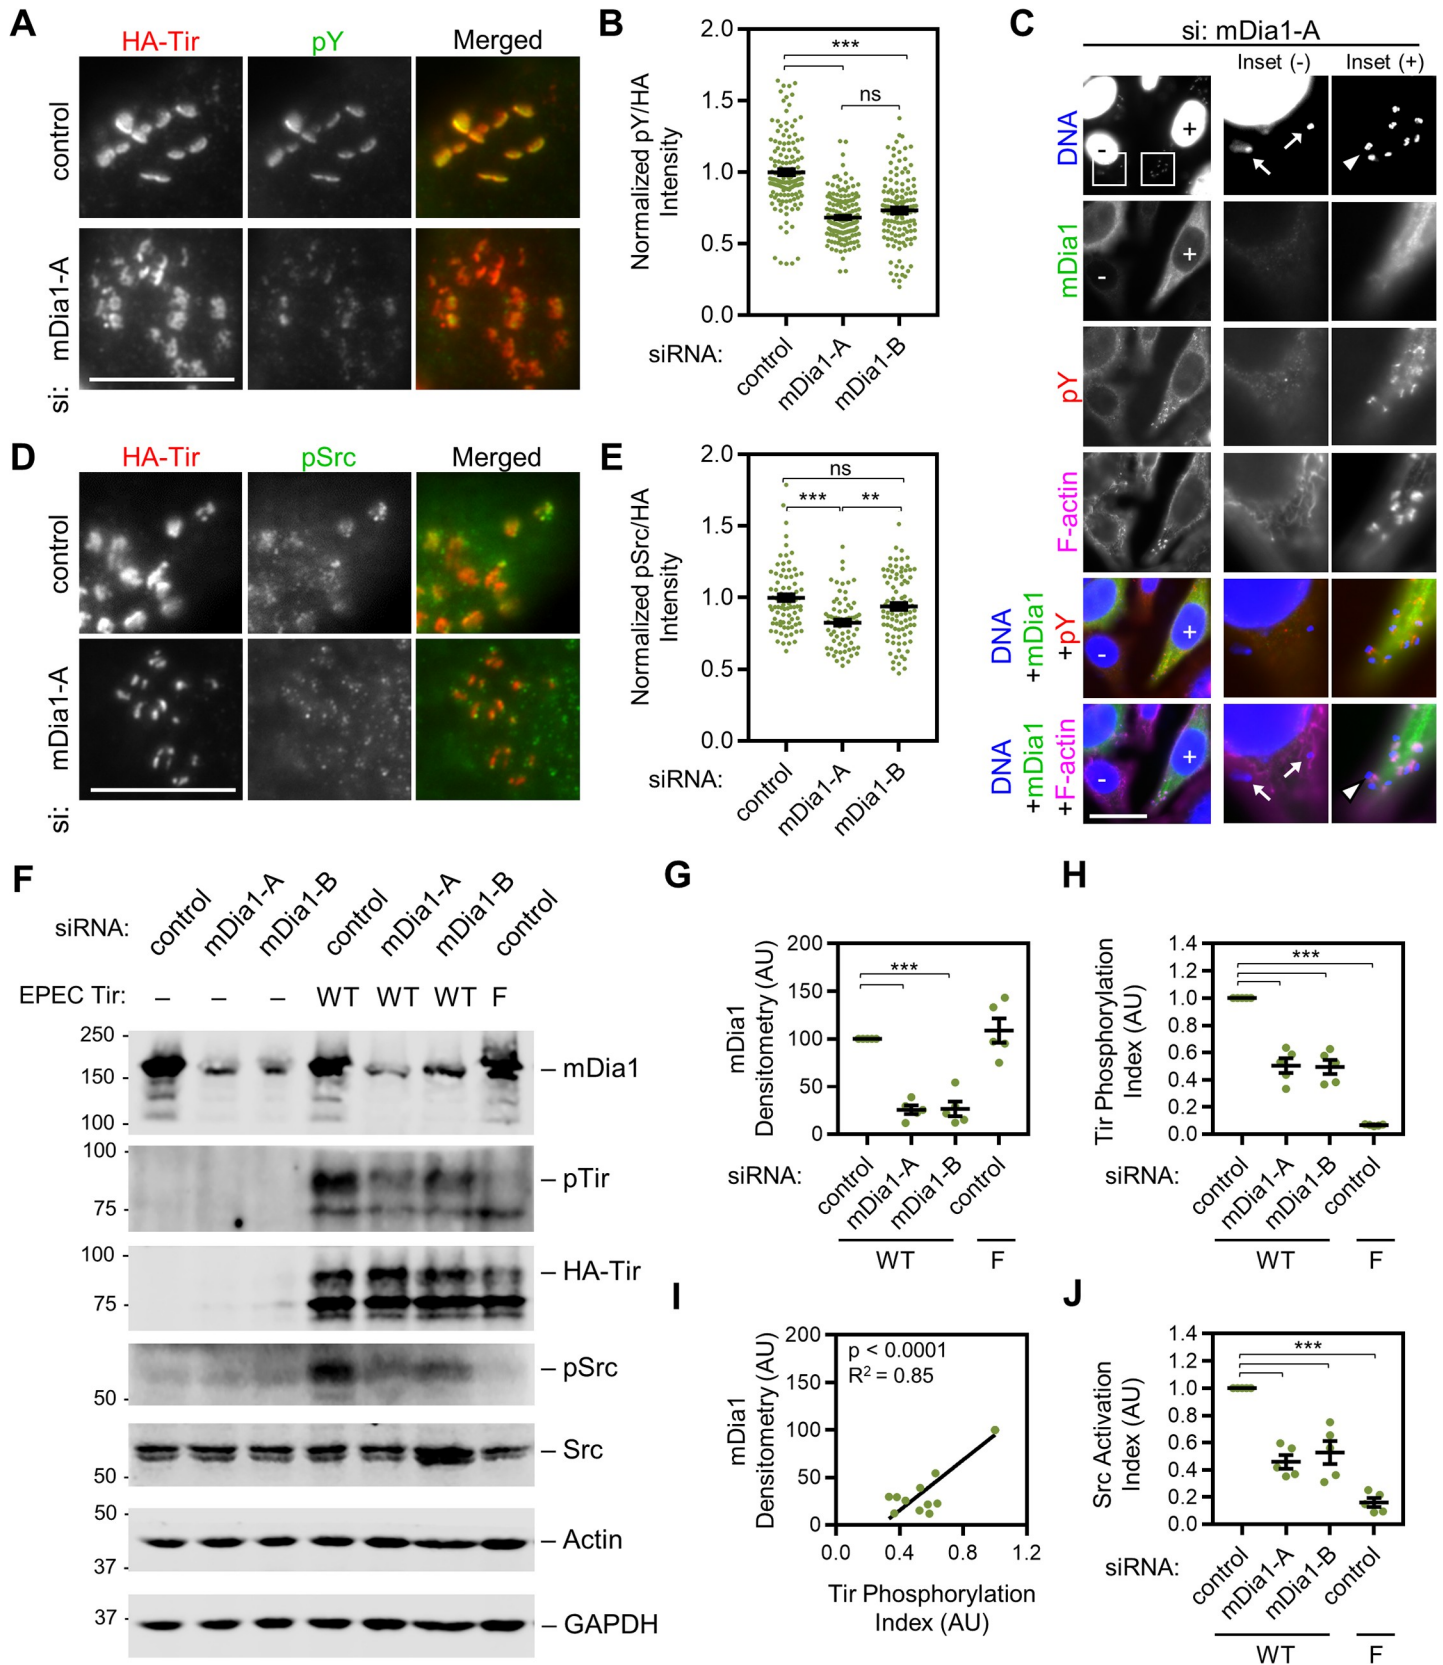 A
HA-Tir
pY
Merged
control
mDia1-A
si:
B
Normalized pY/HA
Intensity
2.0
1.5
1.0
0.5
0.0
***
ns
siRNA:
control
mDia1-A
mDia1-B
C
si: mDia1-A
Inset (-)
Inset (+)
DNA
+
-
mDia1
+
-
pY
F-actin
DNA
+mDia1
+pY
+
-
DNA
+mDia1
+F-actin
+
-
D
HA-Tir
pSrc
Merged
control
mDia1-A
si:
E
Normalized pSrc/HA
Intensity
2.0
1.5
1.0
0.5
0.0
ns
***
**
siRNA:
control
mDia1-A
mDia1-B
F
siRNA:
control
mDia1-A
mDia1-B
control
mDia1-A
mDia1-B
control
EPEC Tir:
– – – WT WT WT F
250
150
100
– mDia1
100
75
– pTir
100
75
– HA-Tir
50
– pSrc
50
– Src
50
37
– Actin
37
– GAPDH
G
mDia1
Densitometry (AU)
200
150
100
50
0
***
siRNA:
control
mDia1-A
mDia1-B
control
WT
F
H
Tir Phosphorylation
Index (AU)
1.4
1.2
1.0
0.8
0.6
0.4
0.2
0.0
***
siRNA:
control
mDia1-A
mDia1-B
control
WT
F
I
mDia1
Densitometry (AU)
200
150
100
50
0
p < 0.0001
R² = 0.85
0.0
0.4
0.8
1.2
Tir Phosphorylation
Index (AU)
J
Src Activation
Index (AU)
1.4
1.2
1.0
0.8
0.6
0.4
0.2
0.0
***
siRNA:
control
mDia1-A
mDia1-B
control
WT
F